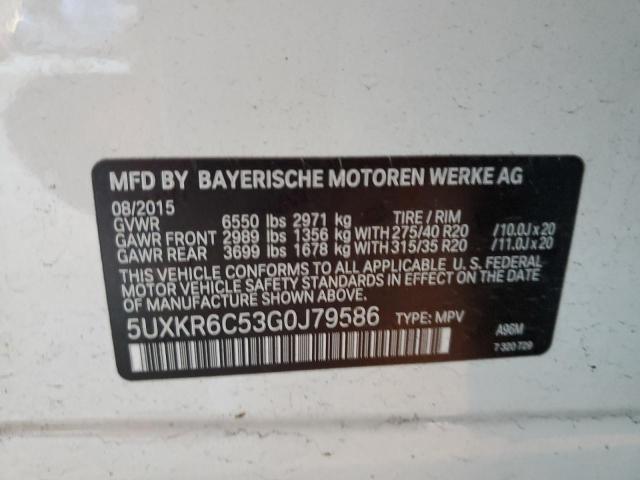 MFD BY BAYERISCHE MOTOREN WERKE AG
08/2015
GVWR 6550 lbs 2971 kg TIRE / RIM
GAWR FRONT 2989 lbs 1356 kg WITH 275/40 R20 /10.0J x 20
GAWR REAR 3699 lbs 1678 kg WITH 315/35 R20 /11.0J x 20
THIS VEHICLE CONFORMS TO ALL APPLICABLE U.S. FEDERAL
MOTOR VEHICLE SAFETY STANDARDS IN EFFECT ON THE DATE
OF MANUFACTURE SHOWN ABOVE.
5UXKR6C53G0J79586 TYPE: MPV A96M
7 320 729